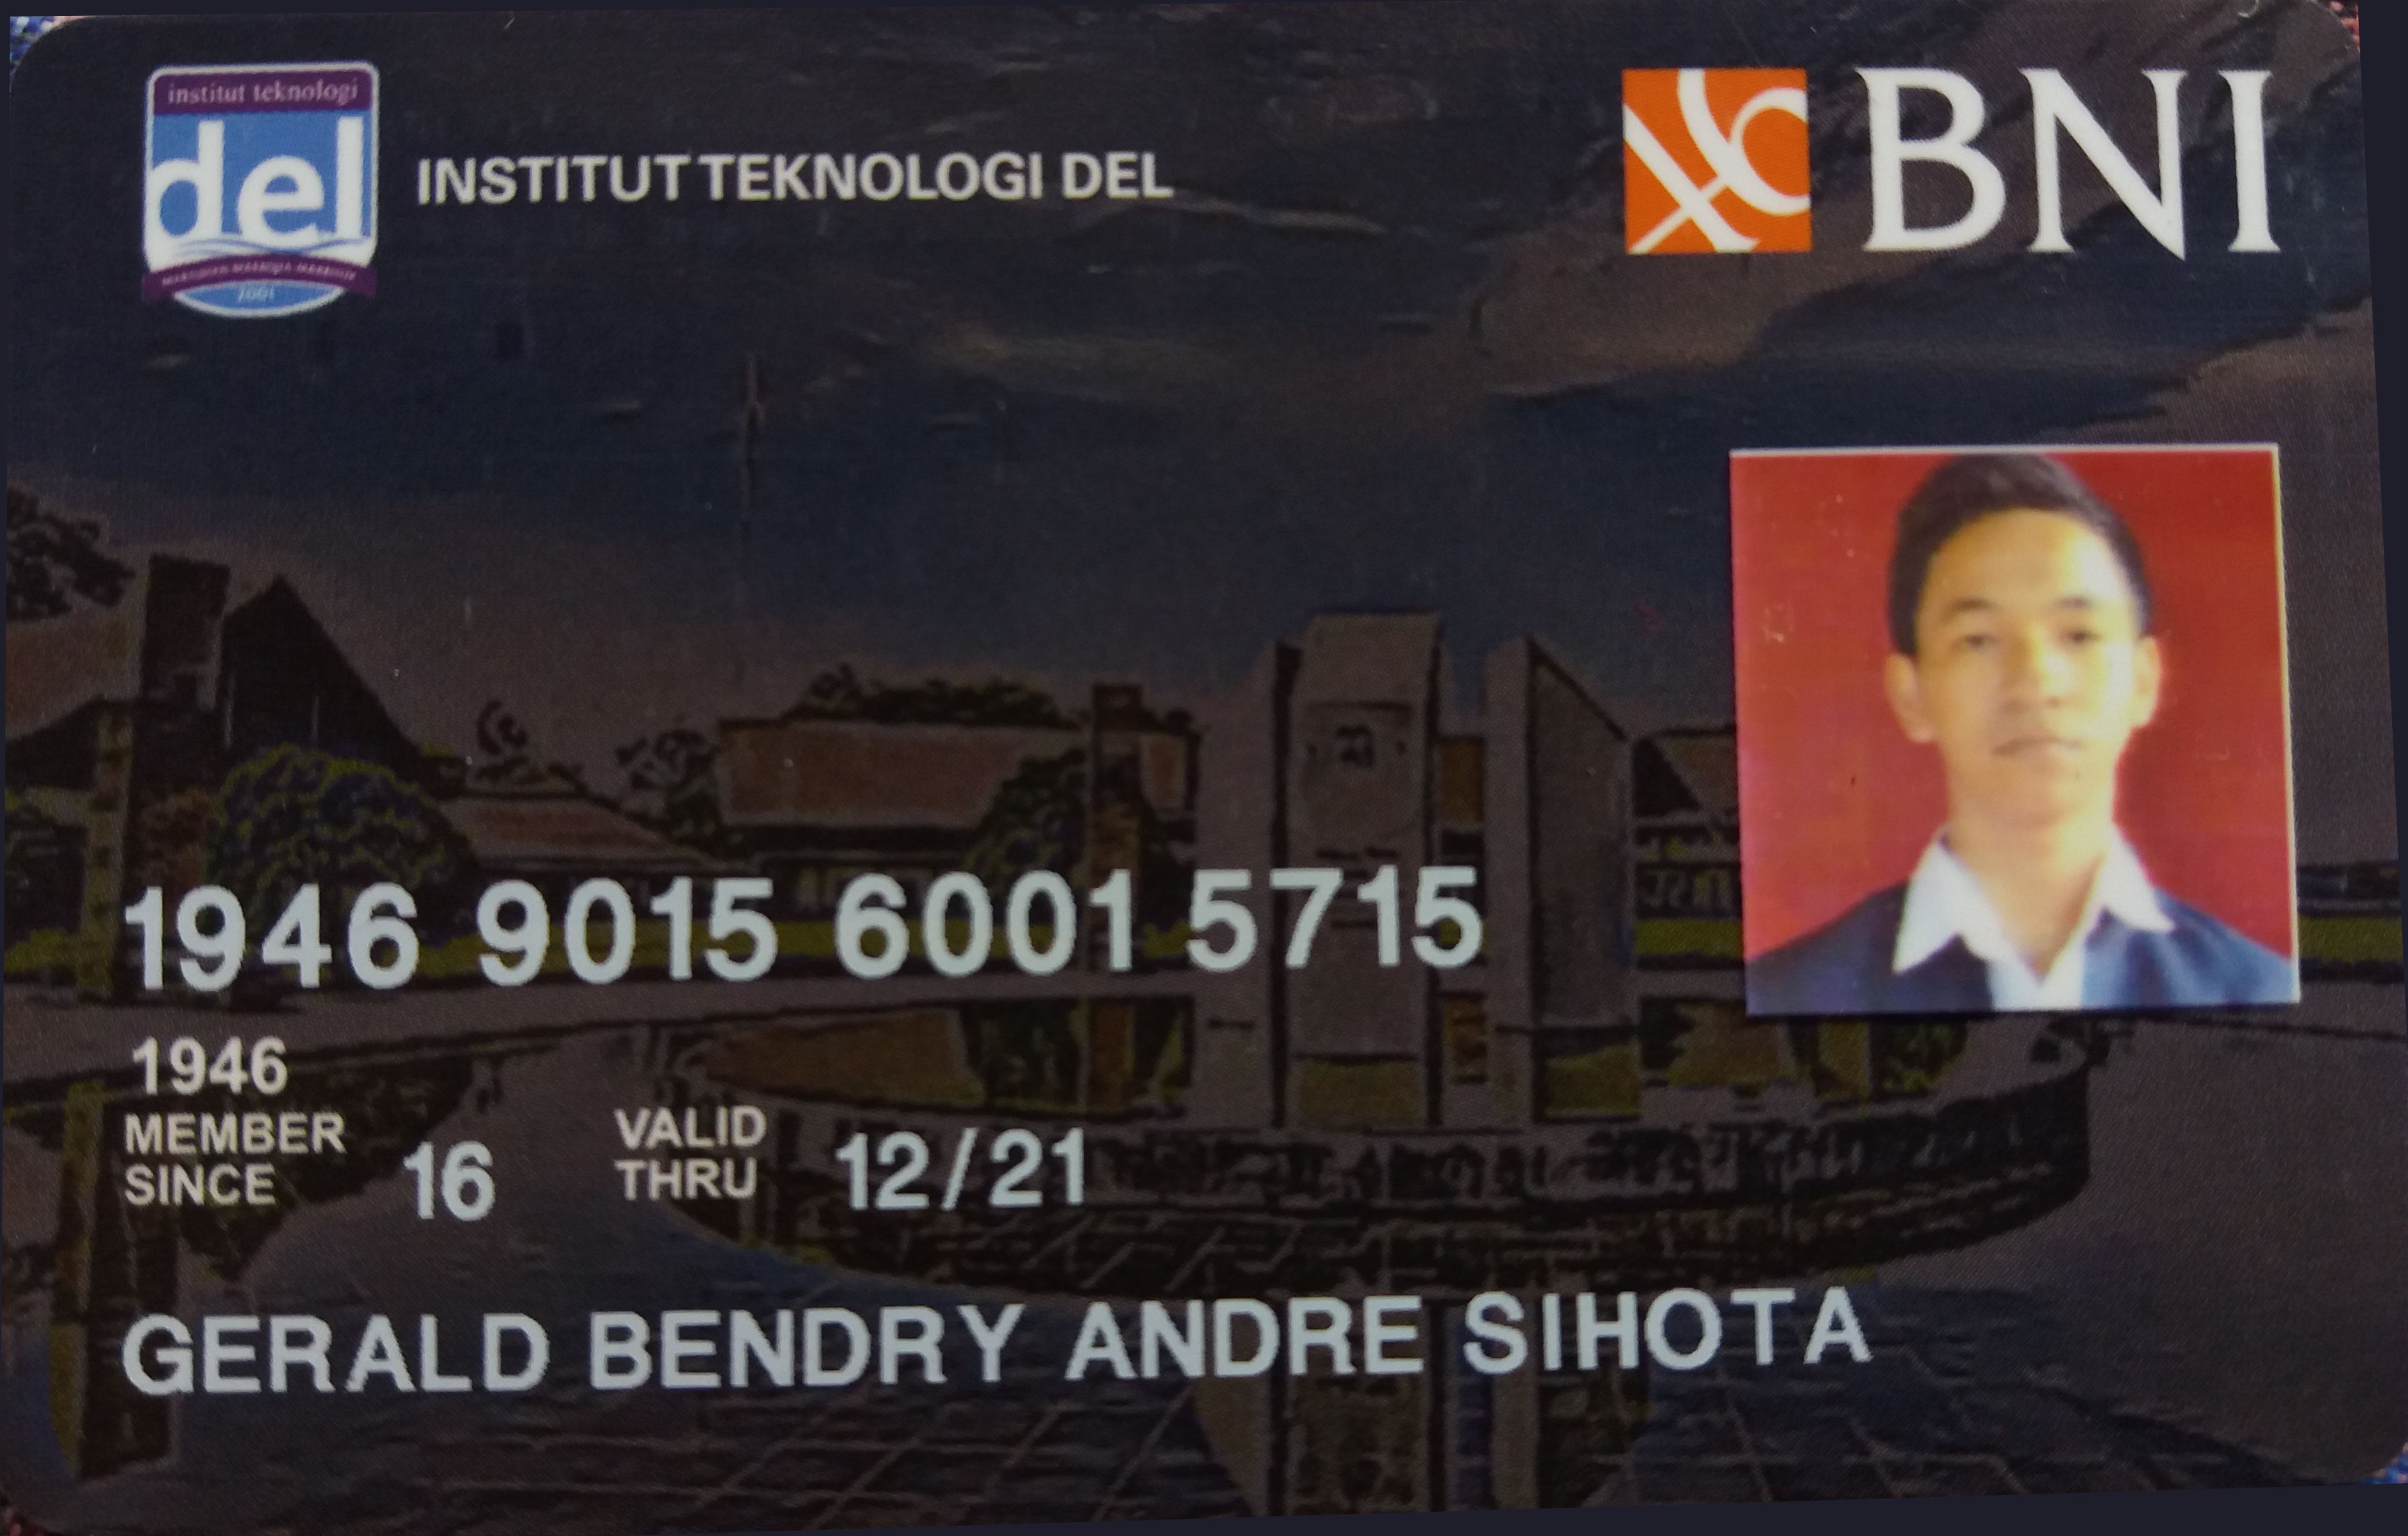 institut teknologi
del
2001
INSTITUT TEKNOLOGI DEL
BNI
1946 9015 6001 5715
1946
MEMBER SINCE 16 VALID THRU 12/21
GERALD BENDRY ANDRE SIHOTA